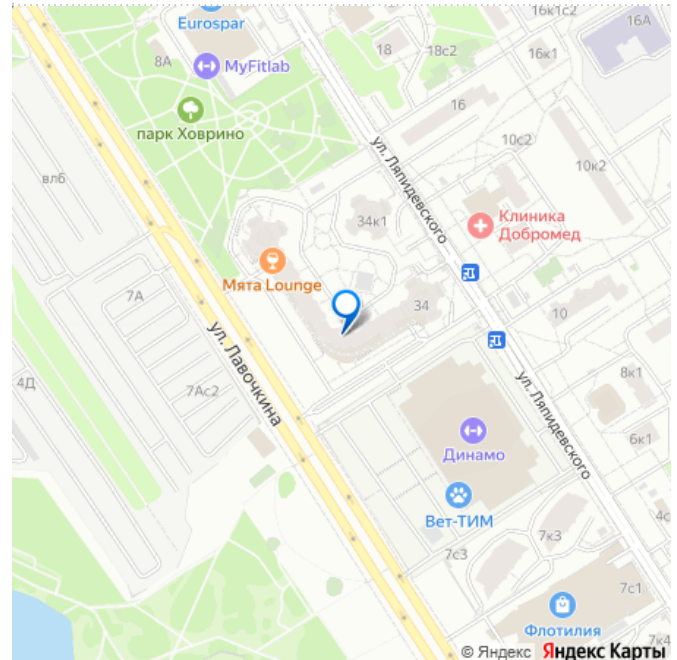 16к1с2
16А
Eurospar
18
18с2
16к1
8А
MyFitlab
парк Ховрино
16
10с2
10к2
ул. Ляпидевского
вл6
34к1
Клиника
Добромед
Мята Lounge
7А
34
10
ул. Лавочкина
4Д
7Ас2
ул. Ляпидевского
8к1
6к1
Динамо
Вет-ТИМ
4с
7к3
7с3
7с1
Флотилия
7к4
© Яндекс Яндекс Карты